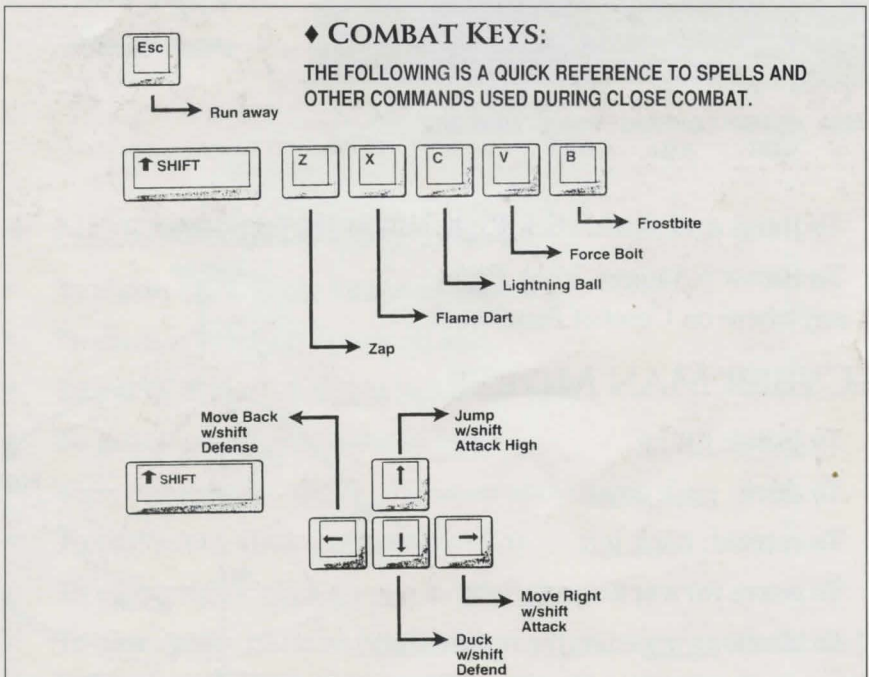 Esc
Run away
♦ COMBAT KEYS:
THE FOLLOWING IS A QUICK REFERENCE TO SPELLS AND
OTHER COMMANDS USED DURING CLOSE COMBAT.
↑ SHIFT
Z
X
C
V
B
Frostbite
Force Bolt
Lightning Ball
Flame Dart
Zap
Move Back
w/shift
Defense
Jump
w/shift
Attack High
↑ SHIFT
↑
←
↓
→
Move Right
w/shift
Attack
Duck
w/shift
Defend